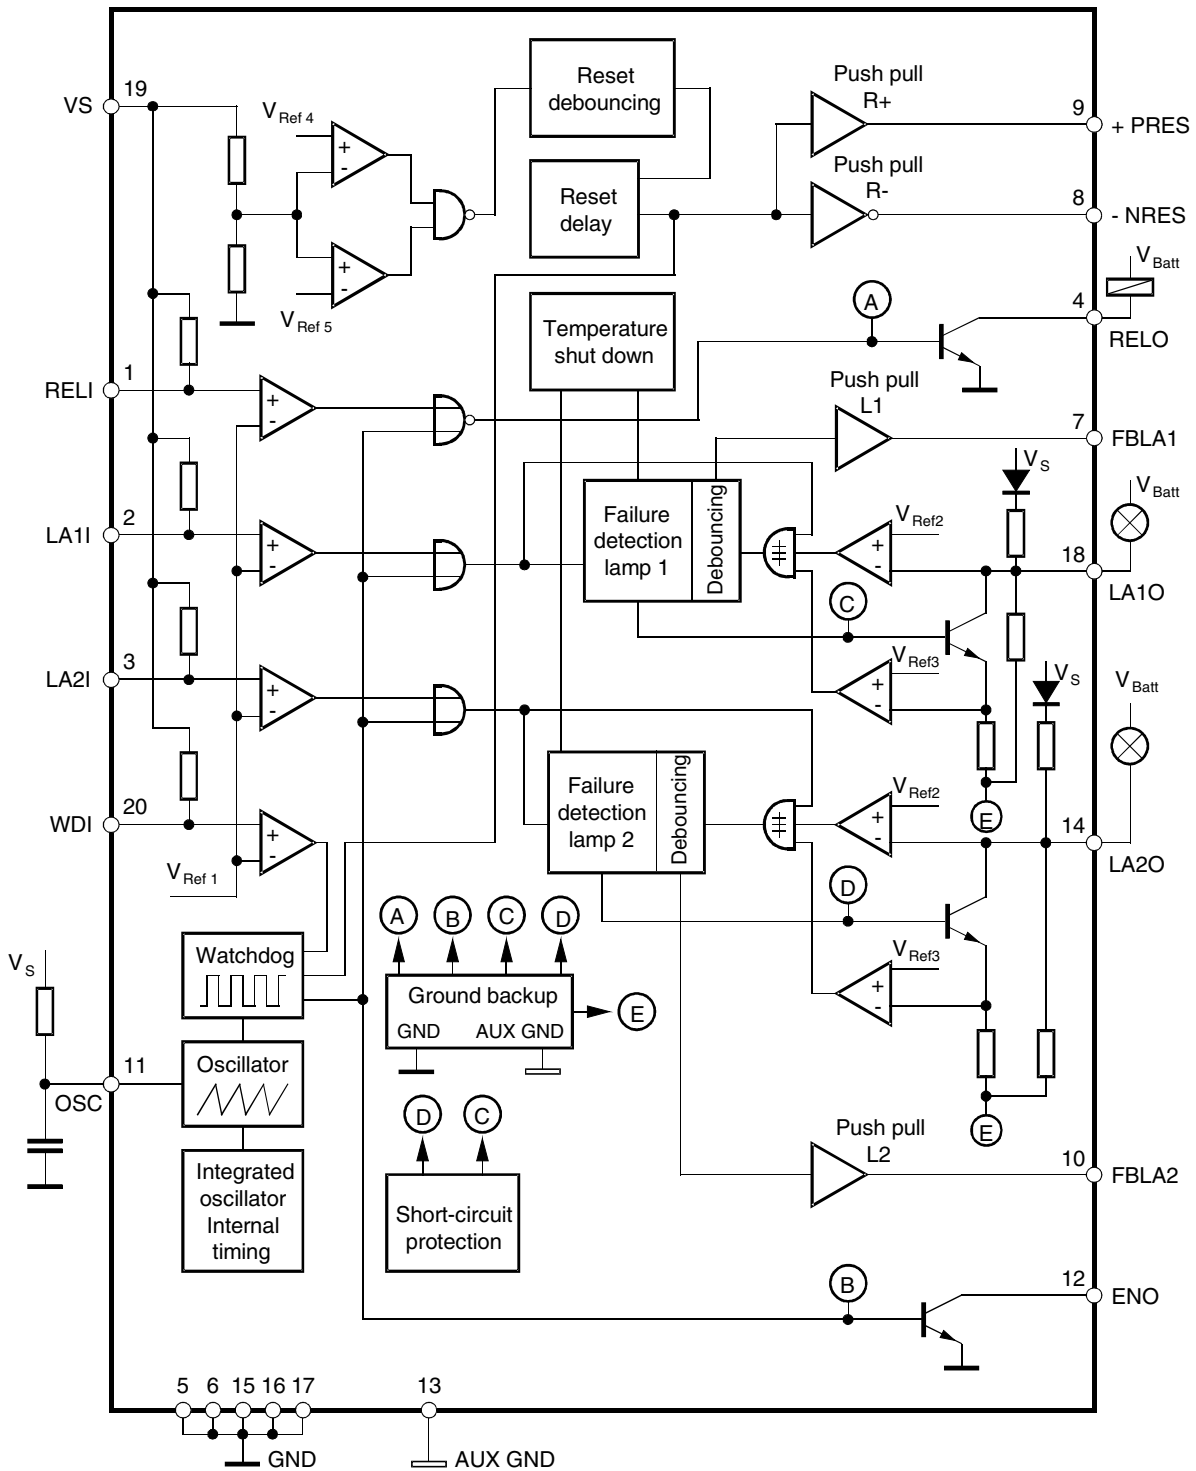 19
VS
V Ref 4
+
-
+
-
V Ref 5
Reset
debouncing
Reset
delay
Push pull
R+
9
+ PRES
Push pull
R-
8
- NRES
V Batt
4
RELO
A
Temperature
shut down
1
RELI
+
-
Push pull
L1
7
FBLA1
V S
V Batt
2
LA1I
+
-
Failure
detection
lamp 1
Debouncing
V Ref2
+
-
18
LA1O
C
3
LA2I
+
-
V Ref3
+
-
V S
V Batt
Failure
detection
lamp 2
Debouncing
V Ref2
+
-
E
14
LA2O
20
WDI
+
-
V Ref 1
D
A
B
C
D
V Ref3
+
-
V S
Watchdog
Ground backup
GND
AUX GND
E
11
OSC
Oscillator
D
C
E
Integrated
oscillator
Internal
timing
Short-circuit
protection
Push pull
L2
10
FBLA2
B
12
ENO
5 6 15 16 17
13
GND
AUX GND